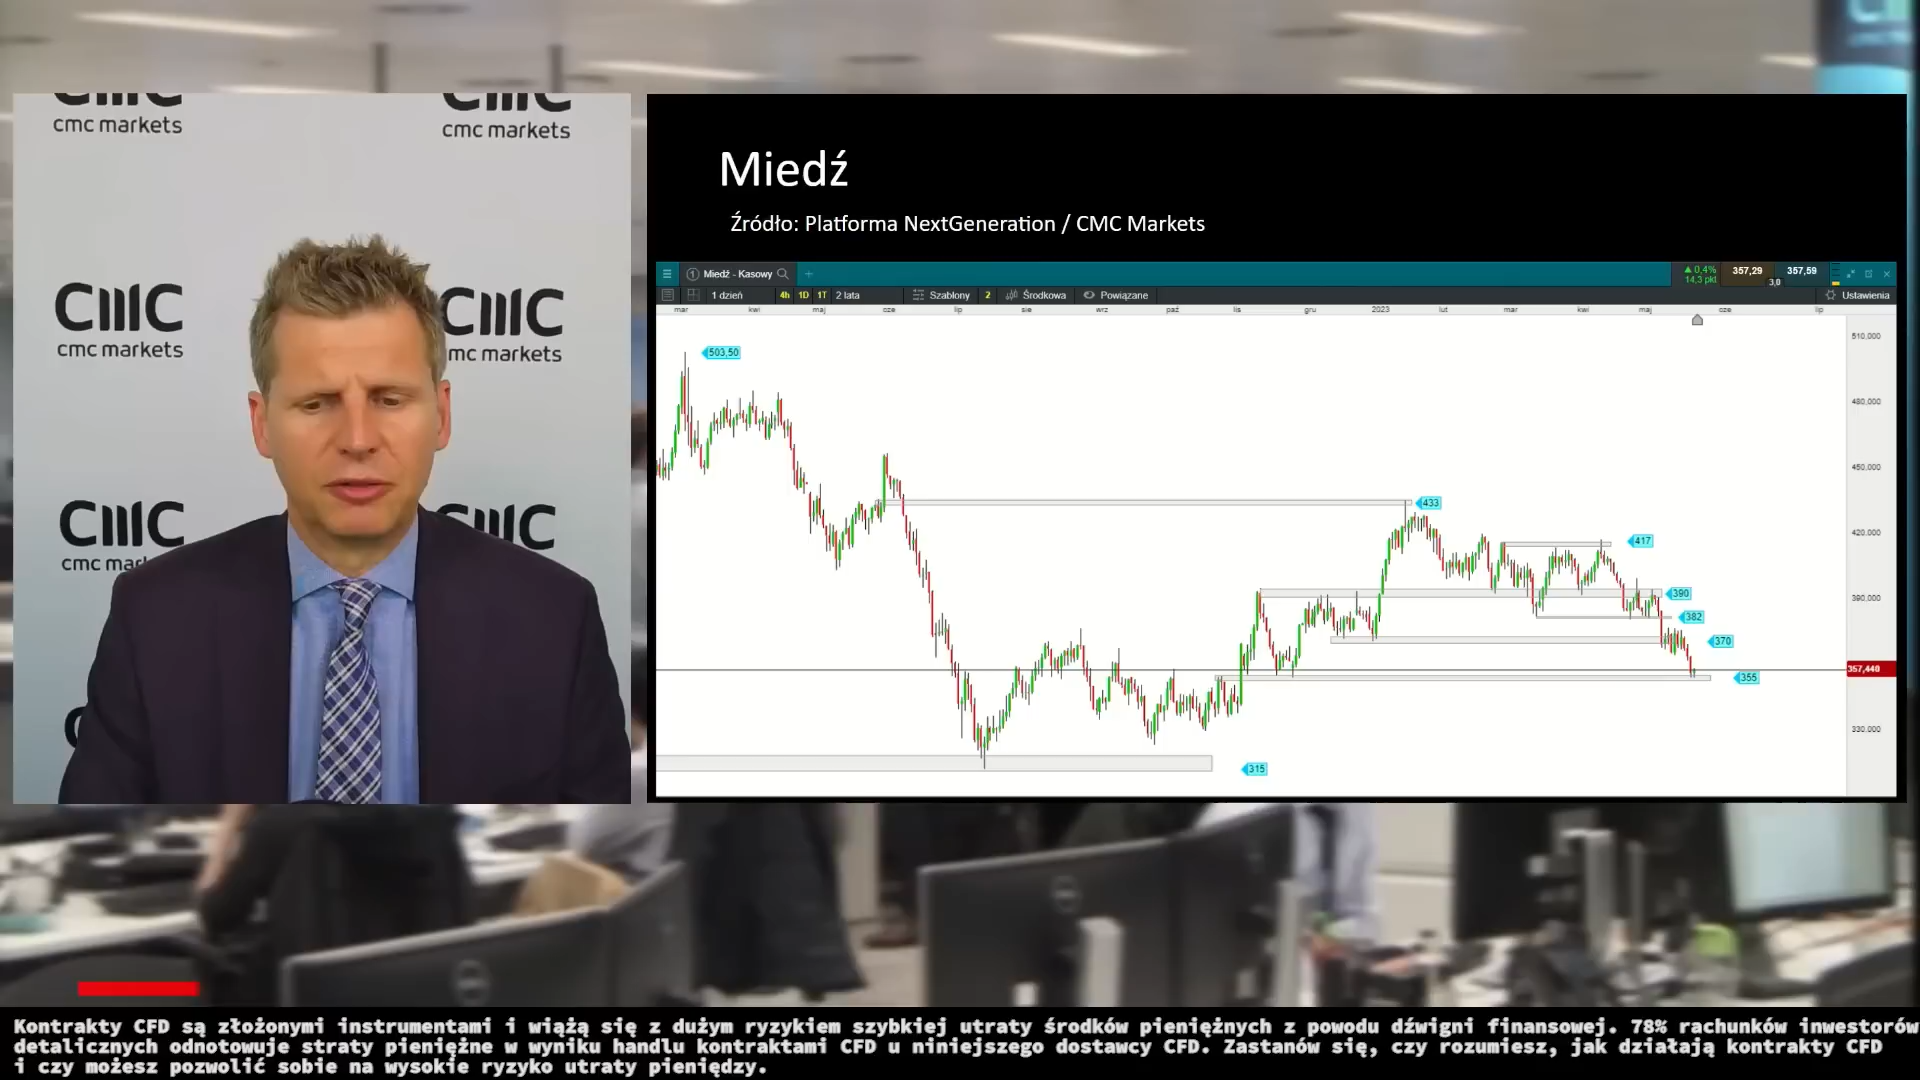 CMC
cmc markets
CMC
cmc markets
CMC
cmc markets
CMC
mc markets
CMC
cmc mar
Miedź
Źródło: Platforma NextGeneration / CMC Markets
1 Miedź - Kasowy +
0,4%
14,3 pkt
357,29 3,0 357,59
1 dzień 4h 1D 1T 2 lata Szablony 2 Środkowa Powiązane Ustawienia
mar kwi maj cze lip sie wrz paź lis gru 2023 lut mar kwi maj cze lip
510,000
503,50
480,000
450,000
433
420,000
417
390
390,000
382
370
357,440
355
330,000
315
Kontrakty CFD są złożonymi instrumentami i wiążą się z dużym ryzykiem szybkiej utraty środków pieniężnych z powodu dźwigni finansowej. 78% rachunków inwestorów
detalicznych odnotowuje straty pieniężne w wyniku handlu kontraktami CFD u niniejszego dostawcy CFD. Zastanów się, czy rozumiesz, jak działają kontrakty CFD
i czy możesz pozwolić sobie na wysokie ryzyko utraty pieniędzy.